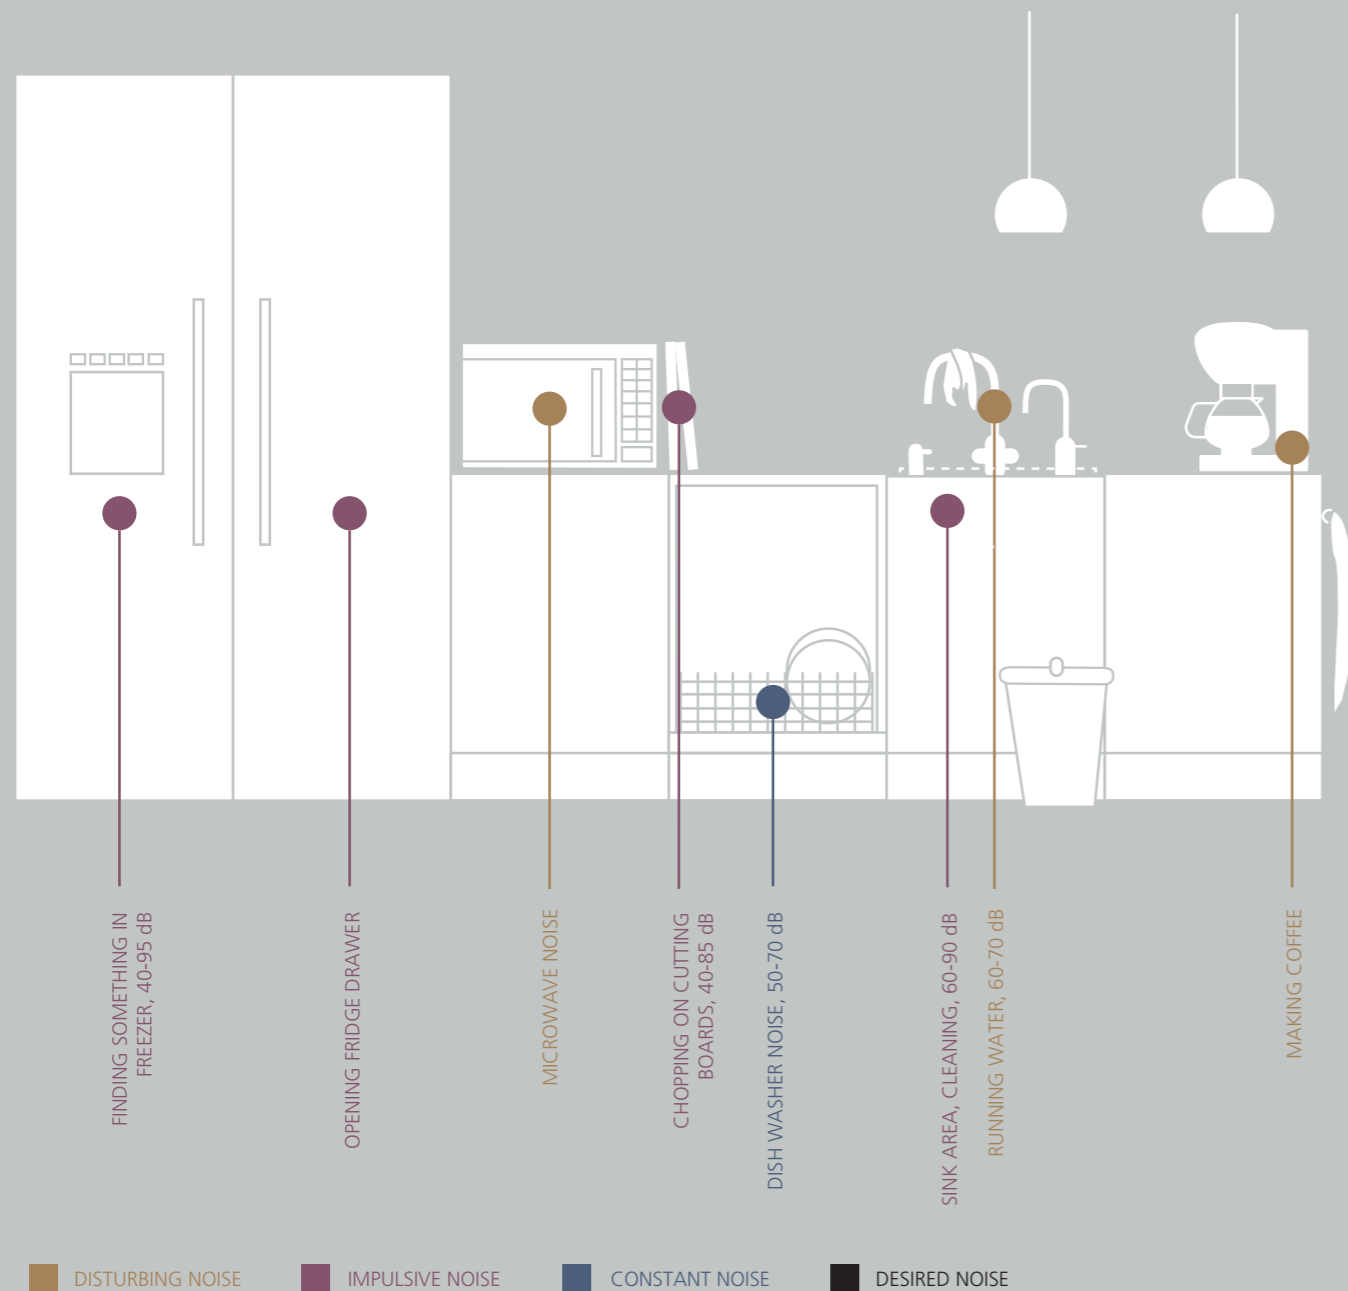 FINDING SOMETHING IN
FREEZER, 40-95 dB
OPENING FRIDGE DRAWER
MICROWAVE NOISE
CHOPPING ON CUTTING
BOARDS, 40-85 dB
DISH WASHER NOISE, 50-70 dB
SINK AREA, CLEANING, 60-90 dB
RUNNING WATER, 60-70 dB
MAKING COFFEE
DISTURBING NOISE
IMPULSIVE NOISE
CONSTANT NOISE
DESIRED NOISE